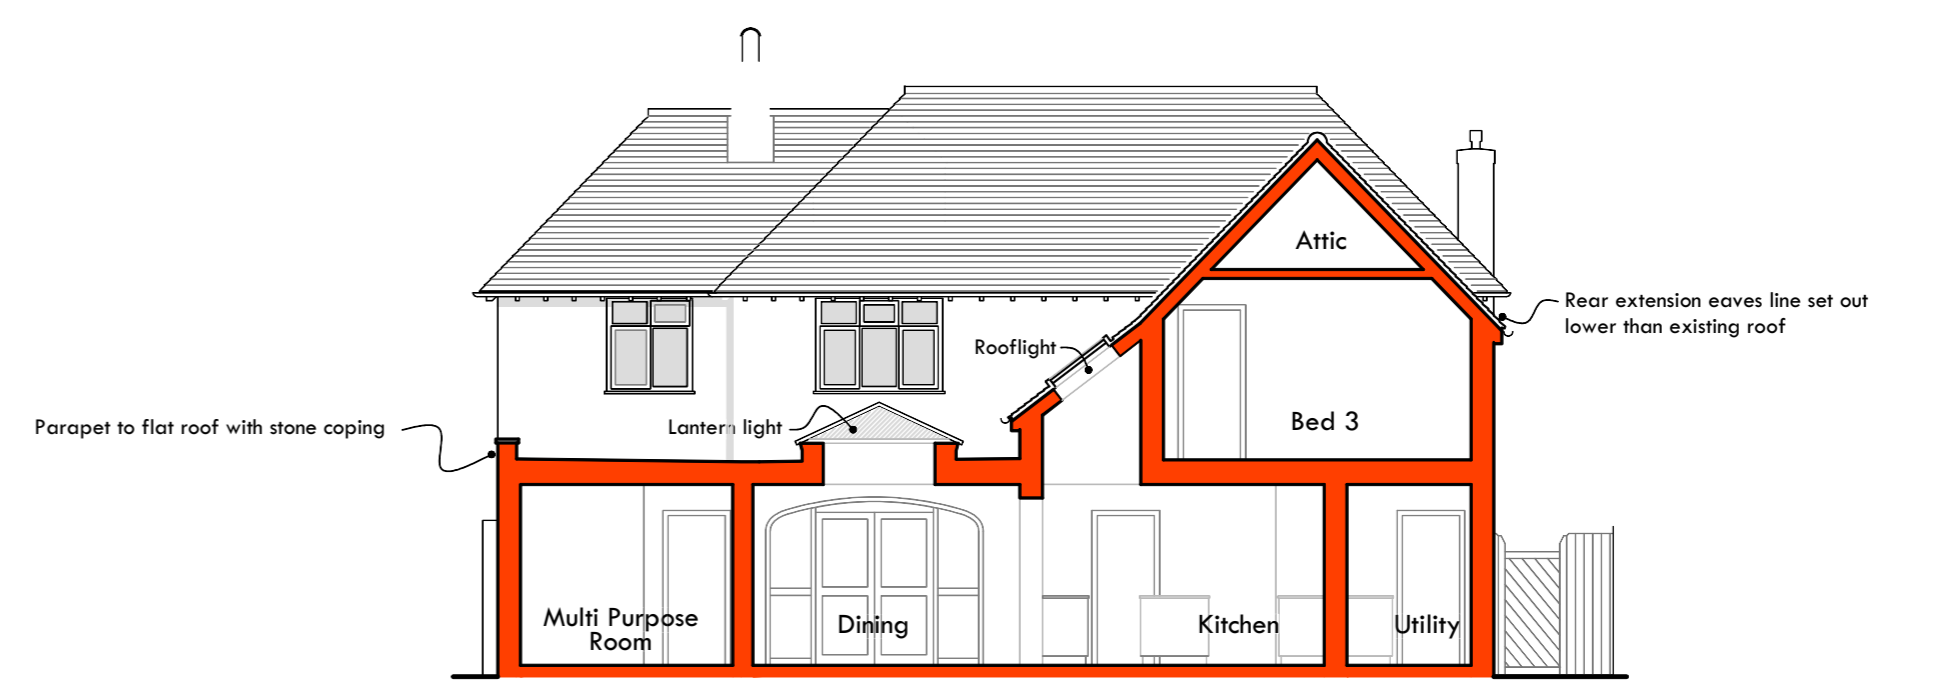 Attic
Rear extension eaves line set out
lower than existing roof
Rooflight
Bed 3
Parapet to flat roof with stone coping
Lantern light
Multi Purpose
Room
Dining
Kitchen
Utility